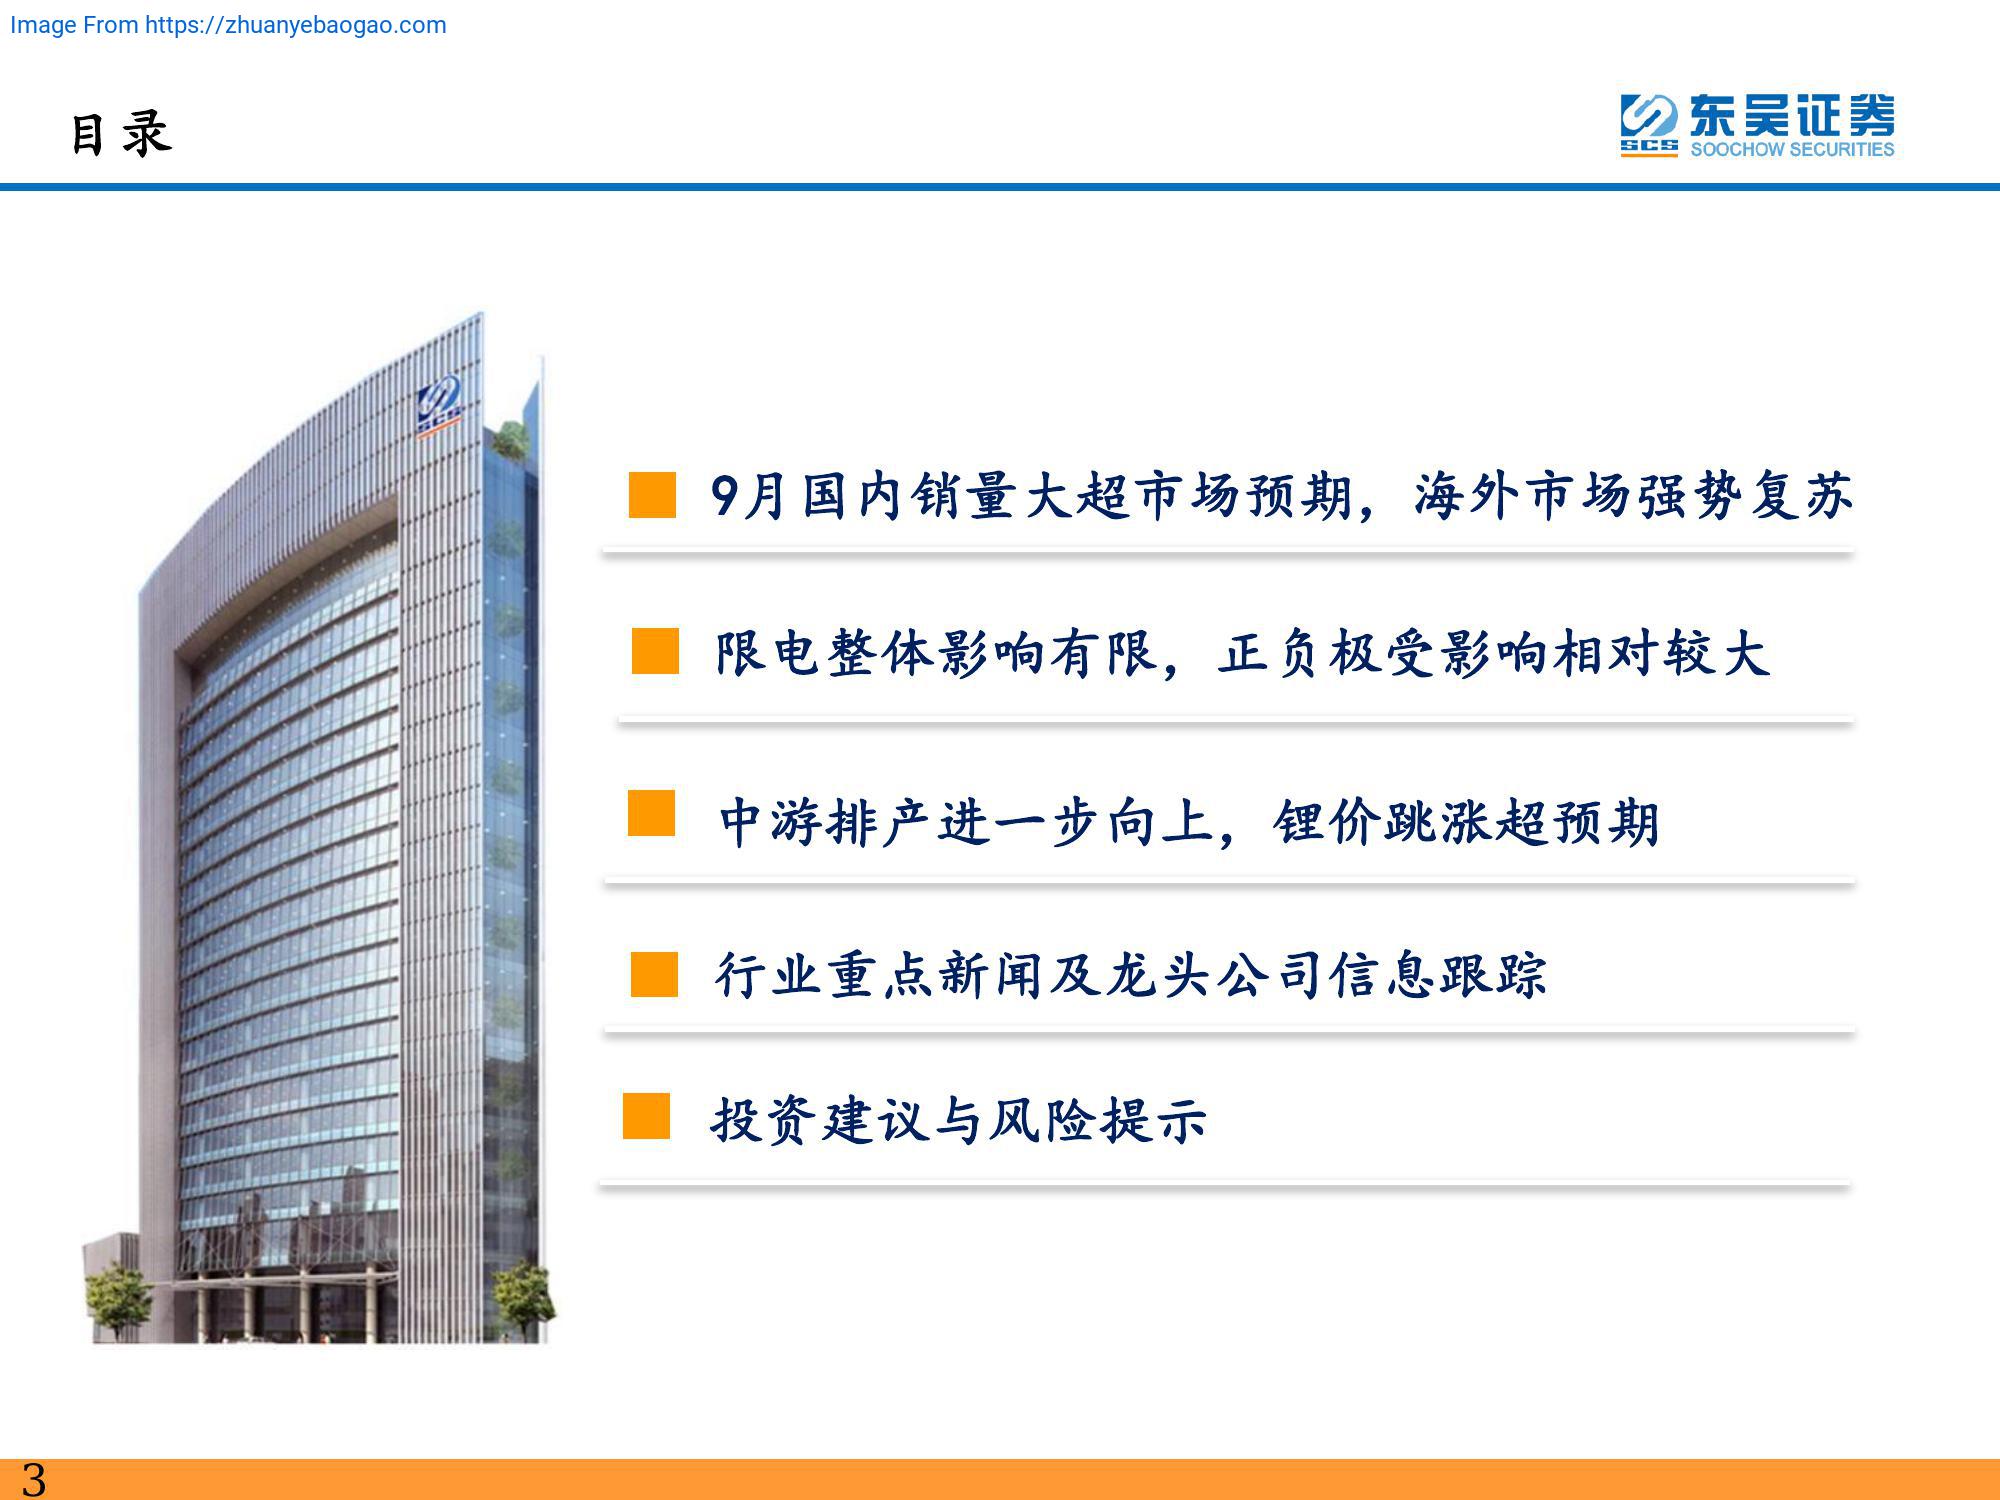 Image From https://zhuanyebaogao.com
目录
东吴证券
SCS
SOOCHOW SECURITIES
SCS
9月国内销量大超市场预期，海外市场强势复苏
限电整体影响有限，正负极受影响相对较大
中游排产进一步向上，锂价跳涨超预期
行业重点新闻及龙头公司信息跟踪
投资建议与风险提示
3